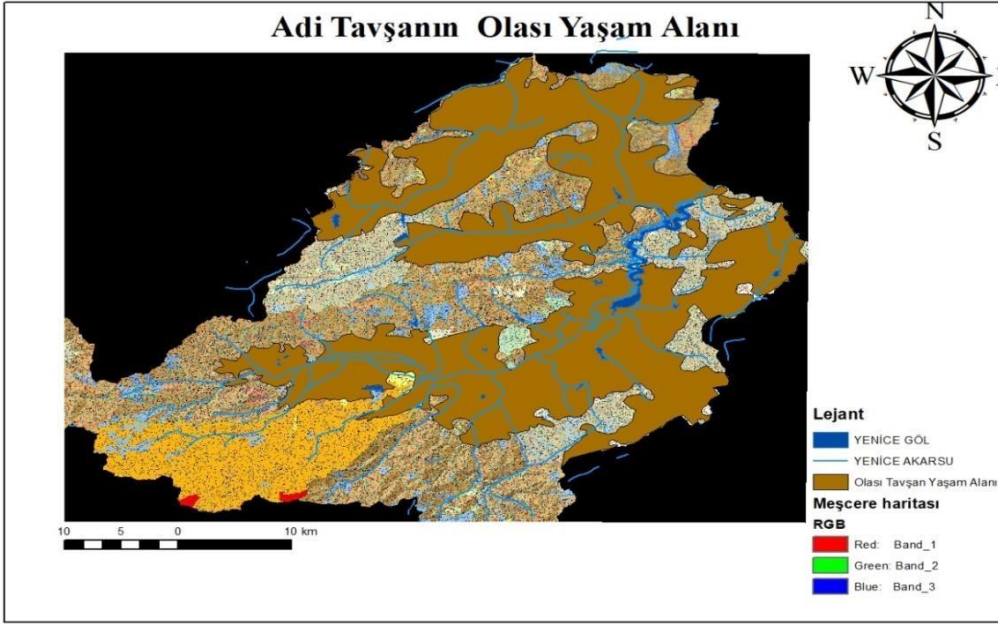 Adi Tavşanın Olası Yaşam Alanı
N
W
S
Lejant
YENİCE GÖL
YENİCE AKARSU
Olası Tavşan Yaşam Alanı
Meşcere haritası
RGB
Red: Band_1
Green: Band_2
Blue: Band_3
10 5 0 10 km